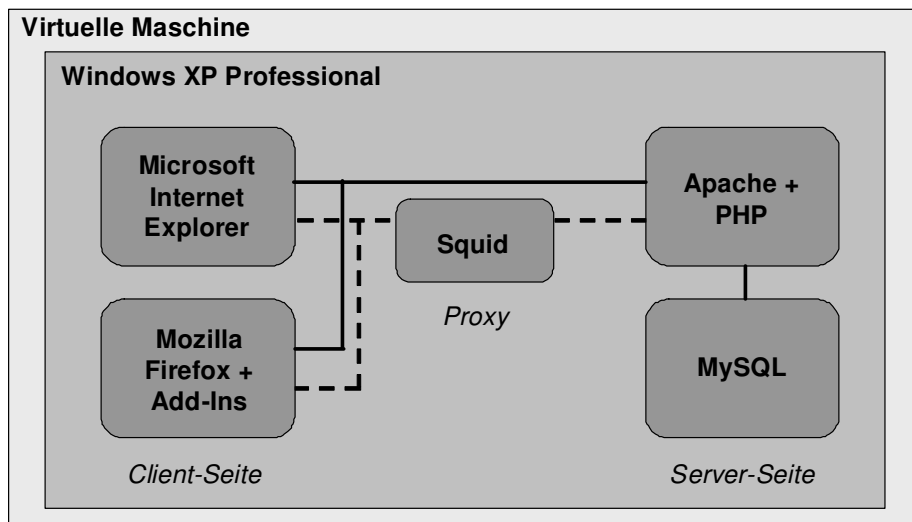 Virtuelle Maschine
Windows XP Professional
Microsoft
Internet
Explorer
Apache +
PHP
Squid
Proxy
Mozilla
Firefox +
Add-Ins
MySQL
Client-Seite
Server-Seite